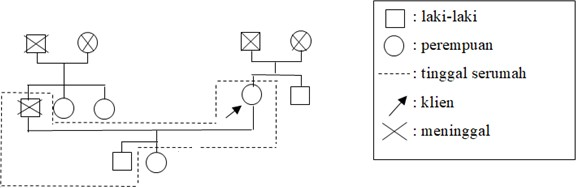 : laki-laki
: perempuan
: tinggal serumah
: klien
: meninggal